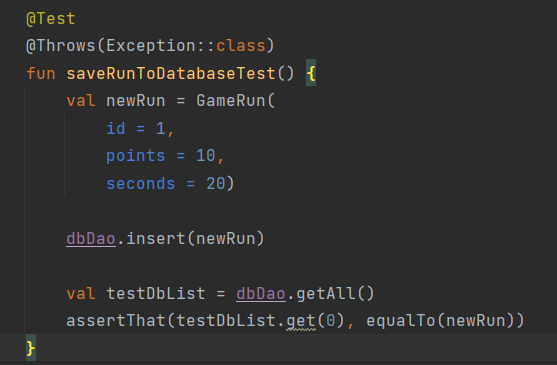 @Test
@Throws(Exception::class)
fun saveRunToDatabaseTest() {
val newRun = GameRun(
id = 1,
points = 10,
seconds = 20)
dbDao.insert(newRun)
val testDbList = dbDao.getAll()
assertThat(testDbList.get(0), equalTo(newRun))
}